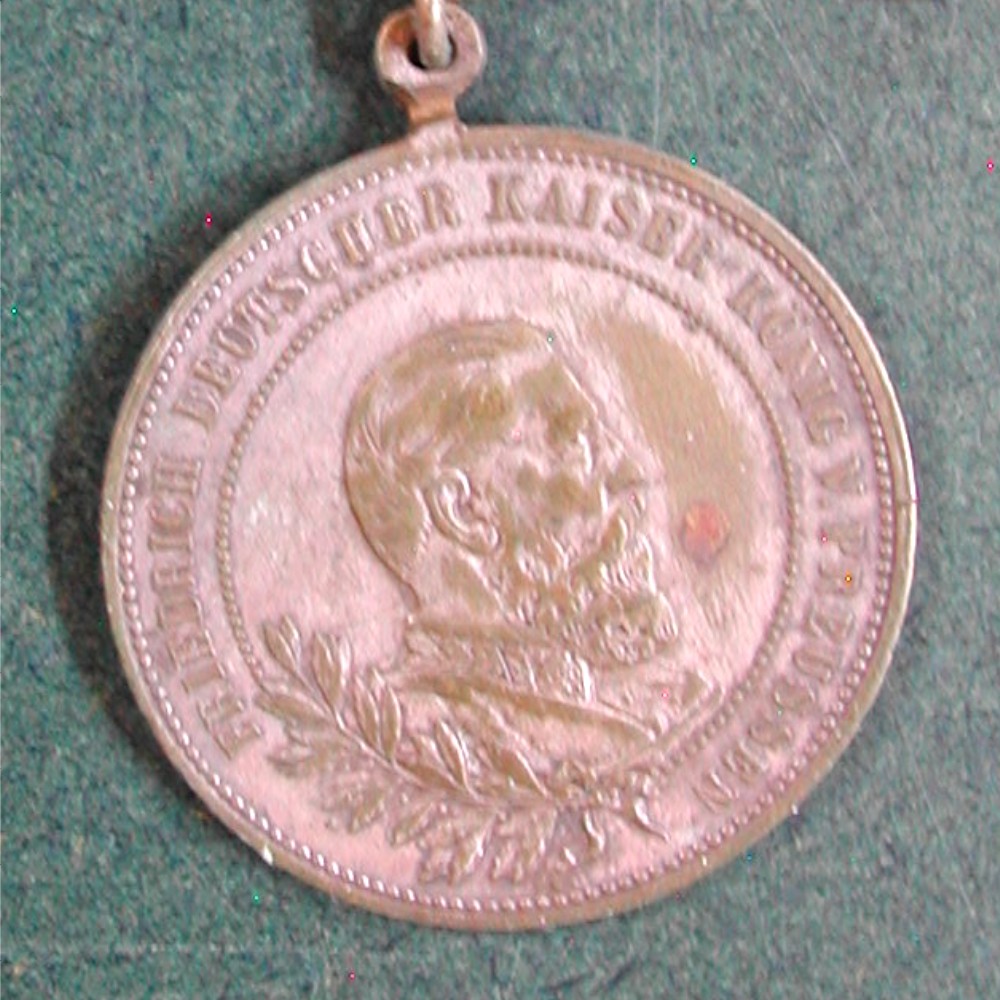 FRIEDRICH DEUTSCHER KAISER KÖNIG V. PREUSSEN